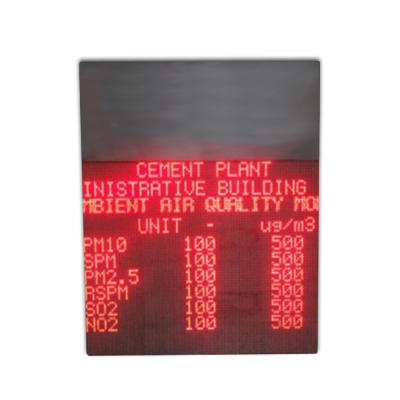 CEMENT PLANT
INISTRATIVE BUILDING
MBIENT AIR QUALITY MON
UNIT - ug/m3
PM10 100 500
SPM 100 500
PM2.5 100 500
RSPM 100 500
SO2 100 500
NO2 100 500